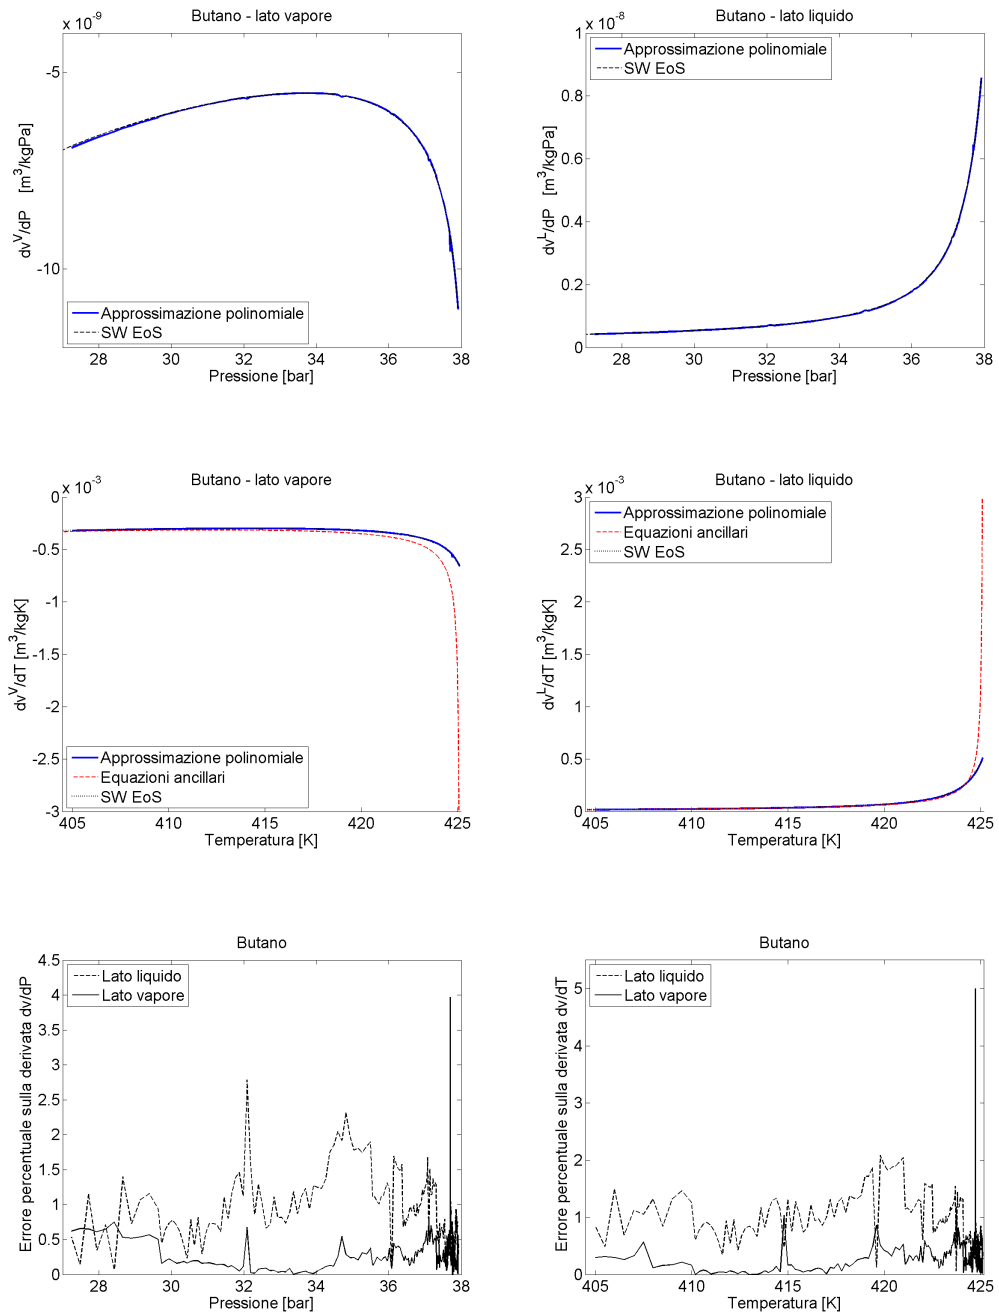 Butano - lato vapore
x 10-9
-5
-10
dvV/dP [m3/kgPa]
Approssimazione polinomiale
SW EoS
28 30 32 34 36 38
Pressione [bar]
Butano - lato liquido
x 10-8
1
0.8
0.6
0.4
0.2
0
dvL/dP [m3/kgPa]
Approssimazione polinomiale
SW EoS
28 30 32 34 36 38
Pressione [bar]
Butano - lato vapore
x 10-3
0
-0.5
-1
-1.5
-2
-2.5
-3
dvV/dT [m3/kgK]
Approssimazione polinomiale
Equazioni ancillari
SW EoS
405 410 415 420 425
Temperatura [K]
Butano - lato liquido
x 10-3
3
2.5
2
1.5
1
0.5
0
dvL/dT [m3/kgK]
Approssimazione polinomiale
Equazioni ancillari
SW EoS
405 410 415 420 425
Temperatura [K]
Butano
4.5
4
3.5
3
2.5
2
1.5
1
0.5
0
Errore percentuale sulla derivata dv/dP
Lato liquido
Lato vapore
28 30 32 34 36 38
Pressione [bar]
Butano
5
4
3
2
1
0
Errore percentuale sulla derivata dv/dT
Lato liquido
Lato vapore
405 410 415 420 425
Temperatura [K]